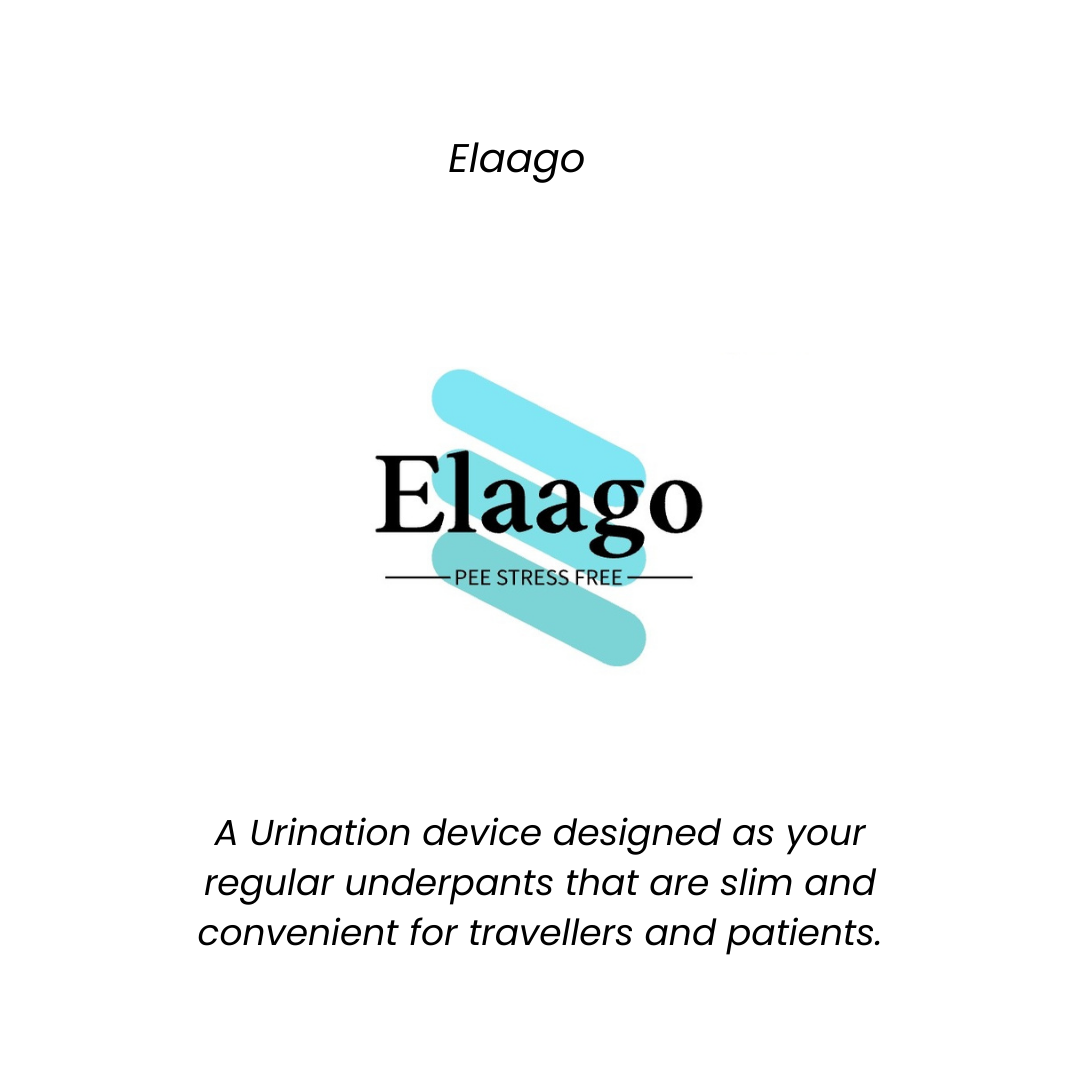 Elaago
Elaago
PEE STRESS FREE
A Urination device designed as your
regular underpants that are slim and
convenient for travellers and patients.